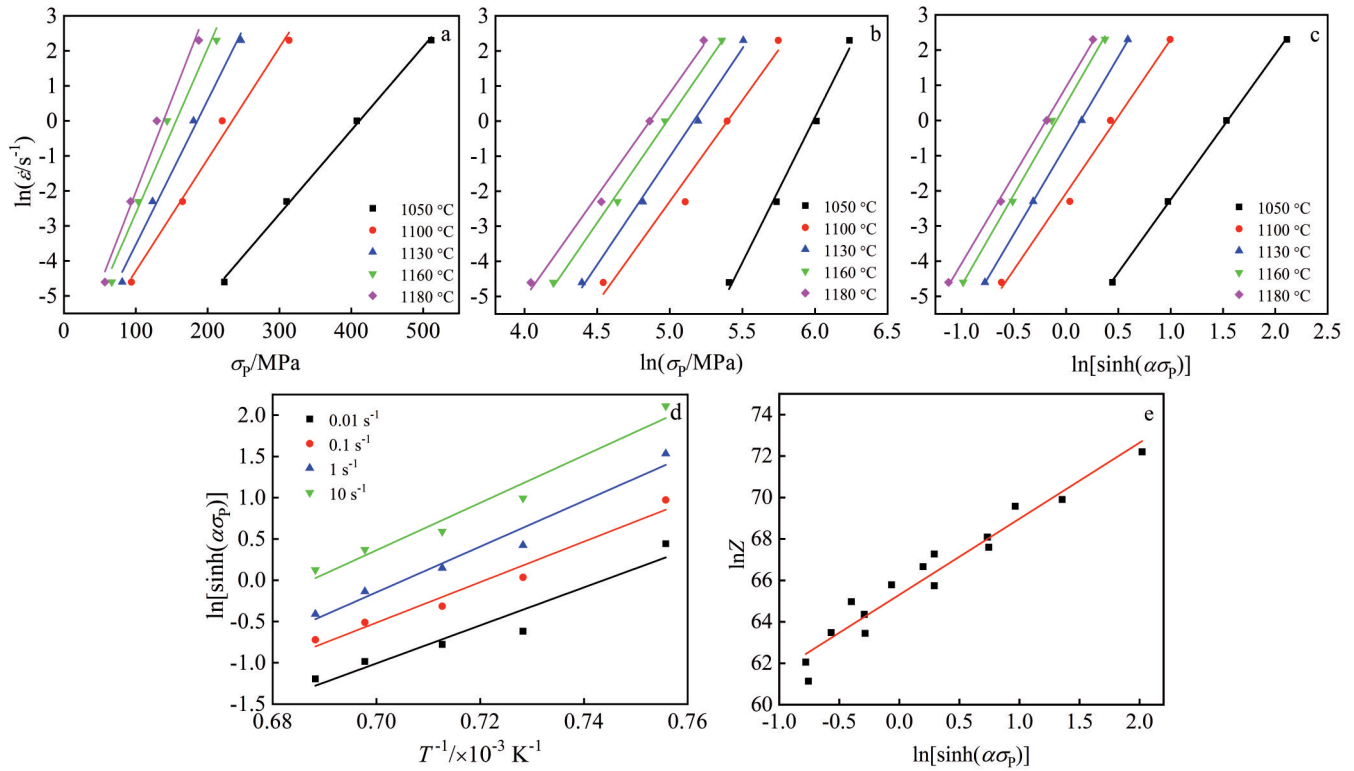 a
ln(ε̇/s⁻¹)
3
2
1
0
-1
-2
-3
-4
-5
1050 °C
1100 °C
1130 °C
1160 °C
1180 °C
0 100 200 300 400 500
σP/MPa
b
1050 °C
1100 °C
1130 °C
1160 °C
1180 °C
4.0 4.5 5.0 5.5 6.0 6.5
ln(σP/MPa)
c
1050 °C
1100 °C
1130 °C
1160 °C
1180 °C
-1.0 -0.5 0.0 0.5 1.0 1.5 2.0 2.5
ln[sinh(ασP)]
d
ln[sinh(ασP)]
2.0
1.5
1.0
0.5
0.0
-0.5
-1.0
-1.5
0.01 s⁻¹
0.1 s⁻¹
1 s⁻¹
10 s⁻¹
0.68 0.70 0.72 0.74 0.76
T⁻¹/×10⁻³ K⁻¹
e
lnZ
74
72
70
68
66
64
62
60
-1.0 -0.5 0.0 0.5 1.0 1.5 2.0
ln[sinh(ασP)]